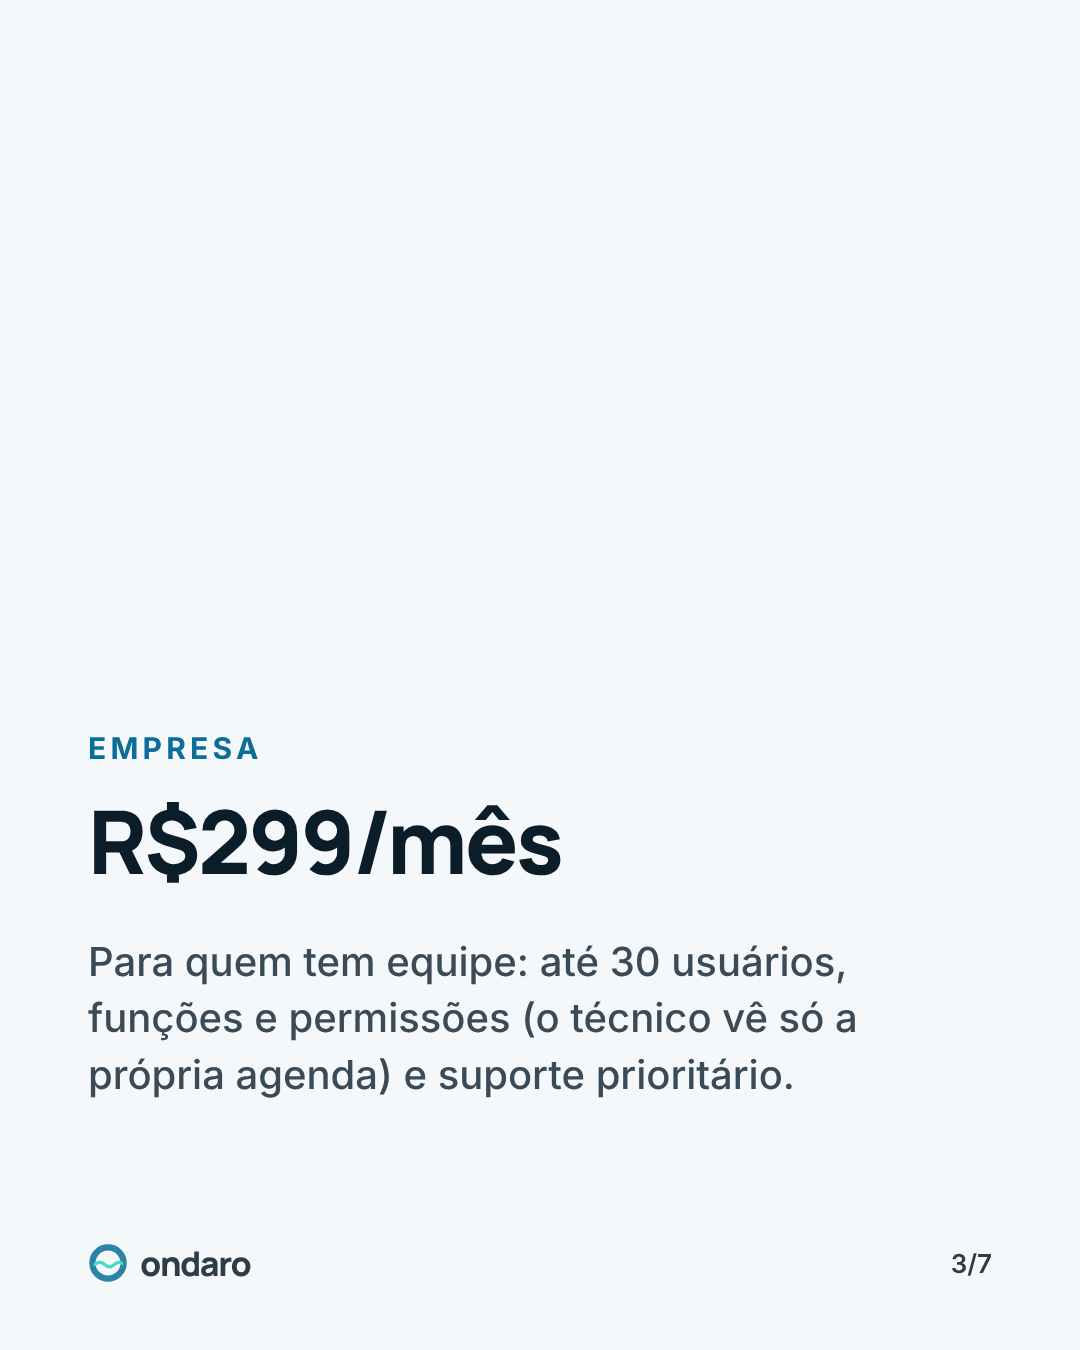 EMPRESA
R$299/mês
Para quem tem equipe: até 30 usuários,
funções e permissões (o técnico vê só a
própria agenda) e suporte prioritário.
ondaro
3/7